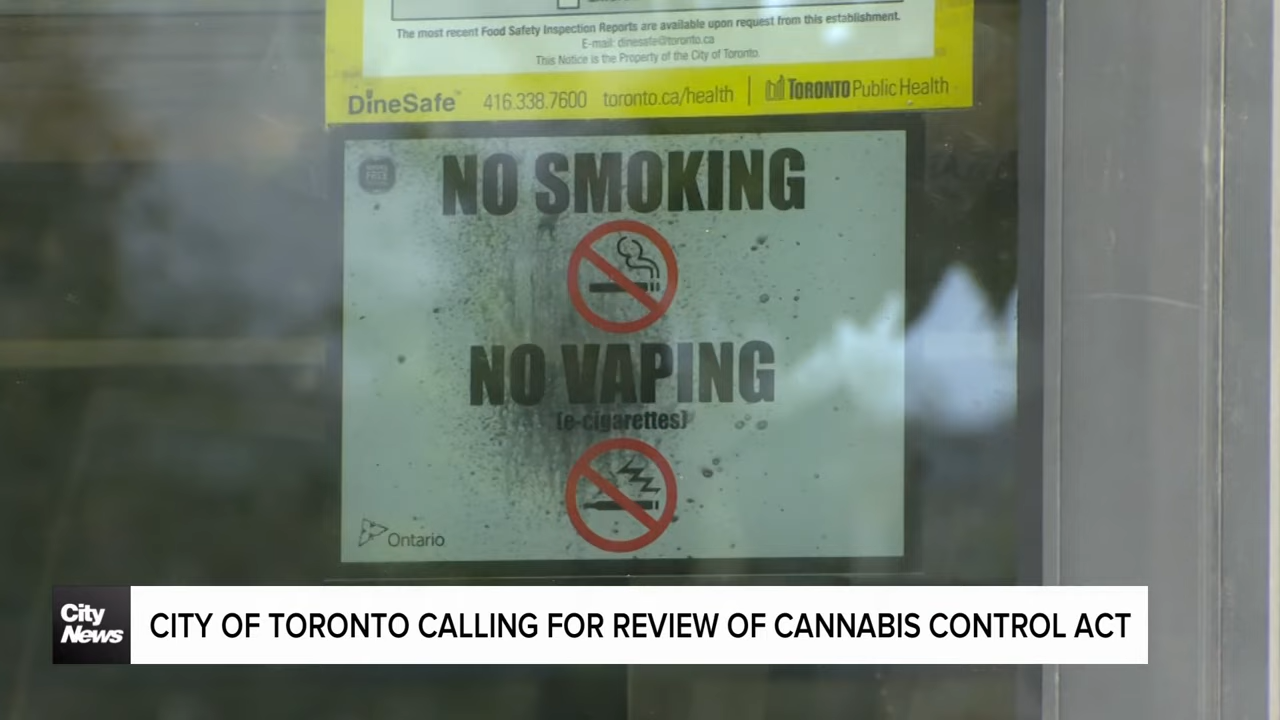 The most recent Food Safety Inspection Reports are available upon request from this establishment.
E-mail: dinesafe@toronto.ca
This Notice is the Property of the City of Toronto.
DineSafe 416.338.7600 toronto.ca/health TORONTO Public Health
NO SMOKING
NO VAPING
(e-cigarettes)
Ontario
City News
CITY OF TORONTO CALLING FOR REVIEW OF CANNABIS CONTROL ACT